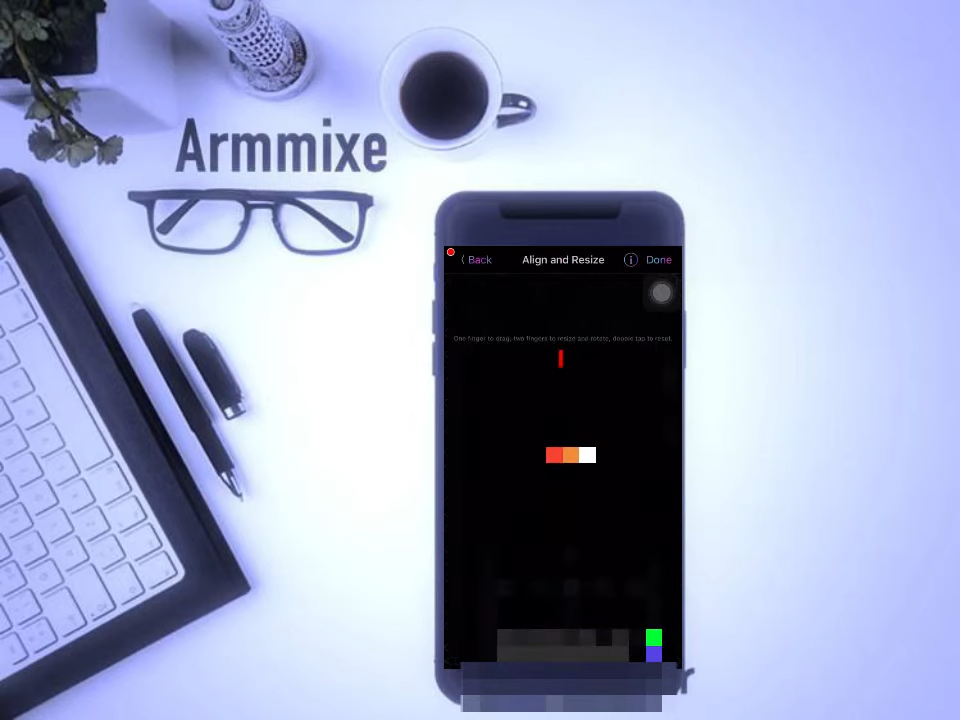 Armmixe
Back Align and Resize Done
One finger to drag, two fingers to resize and rotate, double tap to reset.
r